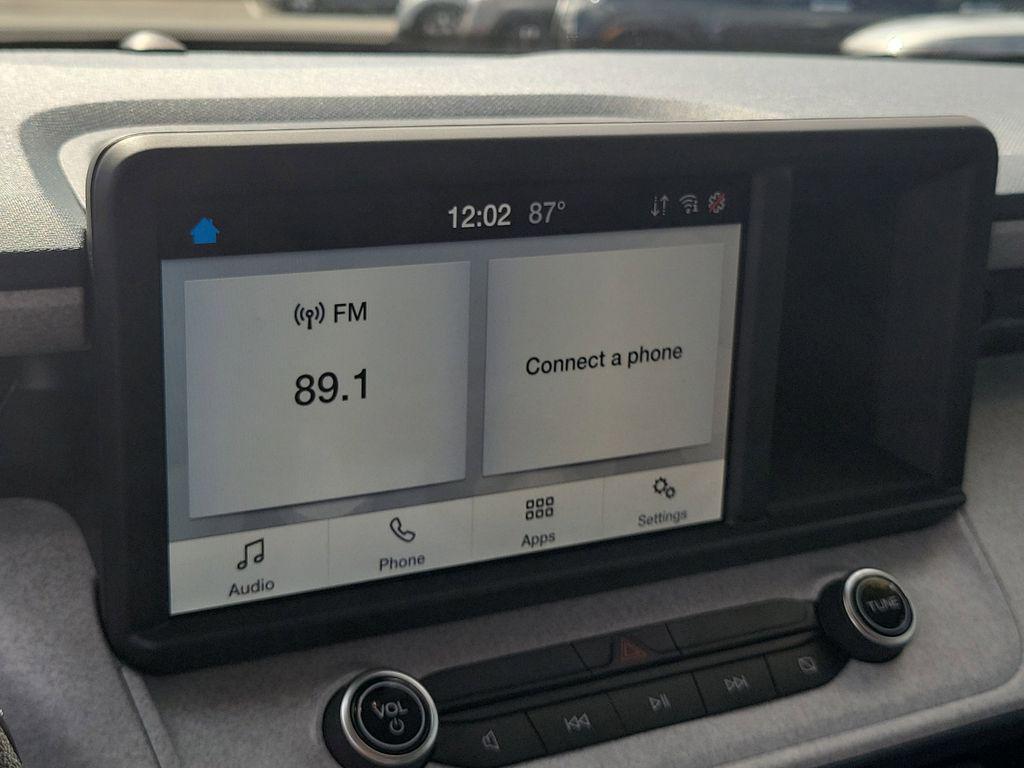 12:02 87°
FM
89.1
Connect a phone
Audio
Phone
Apps
Settings
TUNE
VOL